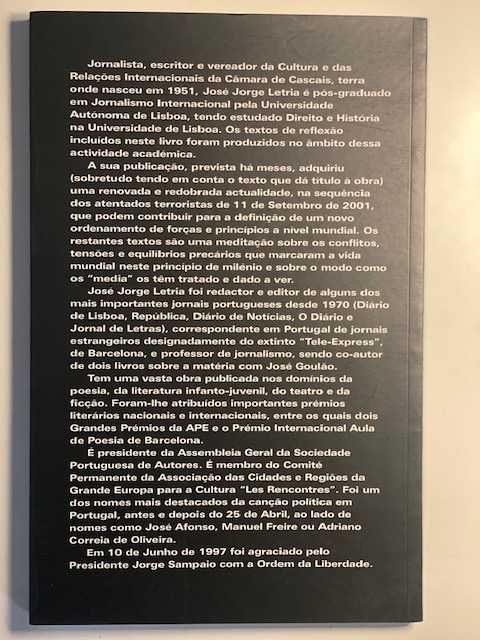 Jornalista, escritor e vereador da Cultura e das
Relações Internacionais da Câmara de Cascais, terra
onde nasceu em 1951, José Jorge Letria é pós-graduado
em Jornalismo Internacional pela Universidade
Autónoma de Lisboa, tendo estudado Direito e História
na Universidade de Lisboa. Os textos de reflexão
incluídos neste livro foram produzidos no âmbito dessa
actividade académica.
A sua publicação, prevista há meses, adquiriu
(sobretudo tendo em conta o texto que dá título à obra)
uma renovada e redobrada actualidade, na sequência
dos atentados terroristas de 11 de Setembro de 2001,
que podem contribuir para a definição de um novo
ordenamento de forças e princípios a nível mundial. Os
restantes textos são uma meditação sobre os conflitos,
tensões e equilíbrios precários que marcaram a vida
mundial neste princípio de milénio e sobre o modo como
os "media" os têm tratado e dado a ver.
José Jorge Letria foi redactor e editor de alguns dos
mais importantes jornais portugueses desde 1970 (Diário
de Lisboa, República, Diário de Notícias, O Diário e
Jornal de Letras), correspondente em Portugal de jornais
estrangeiros designadamente do extinto "Tele-Express",
de Barcelona, e professor de jornalismo, sendo co-autor
de dois livros sobre a matéria com José Goulão.
Tem uma vasta obra publicada nos domínios da
poesia, da literatura infanto-juvenil, do teatro e da
ficção. Foram-lhe atribuídos importantes prémios
literários nacionais e internacionais, entre os quais dois
Grandes Prémios da APE e o Prémio Internacional Aula
de Poesia de Barcelona.
É presidente da Assembleia Geral da Sociedade
Portuguesa de Autores. É membro do Comité
Permanente da Associação das Cidades e Regiões da
Grande Europa para a Cultura "Les Rencontres". Foi um
dos nomes mais destacados da canção política em
Portugal, antes e depois do 25 de Abril, ao lado de
nomes como José Afonso, Manuel Freire ou Adriano
Correia de Oliveira.
Em 10 de Junho de 1997 foi agraciado pelo
Presidente Jorge Sampaio com a Ordem da Liberdade.